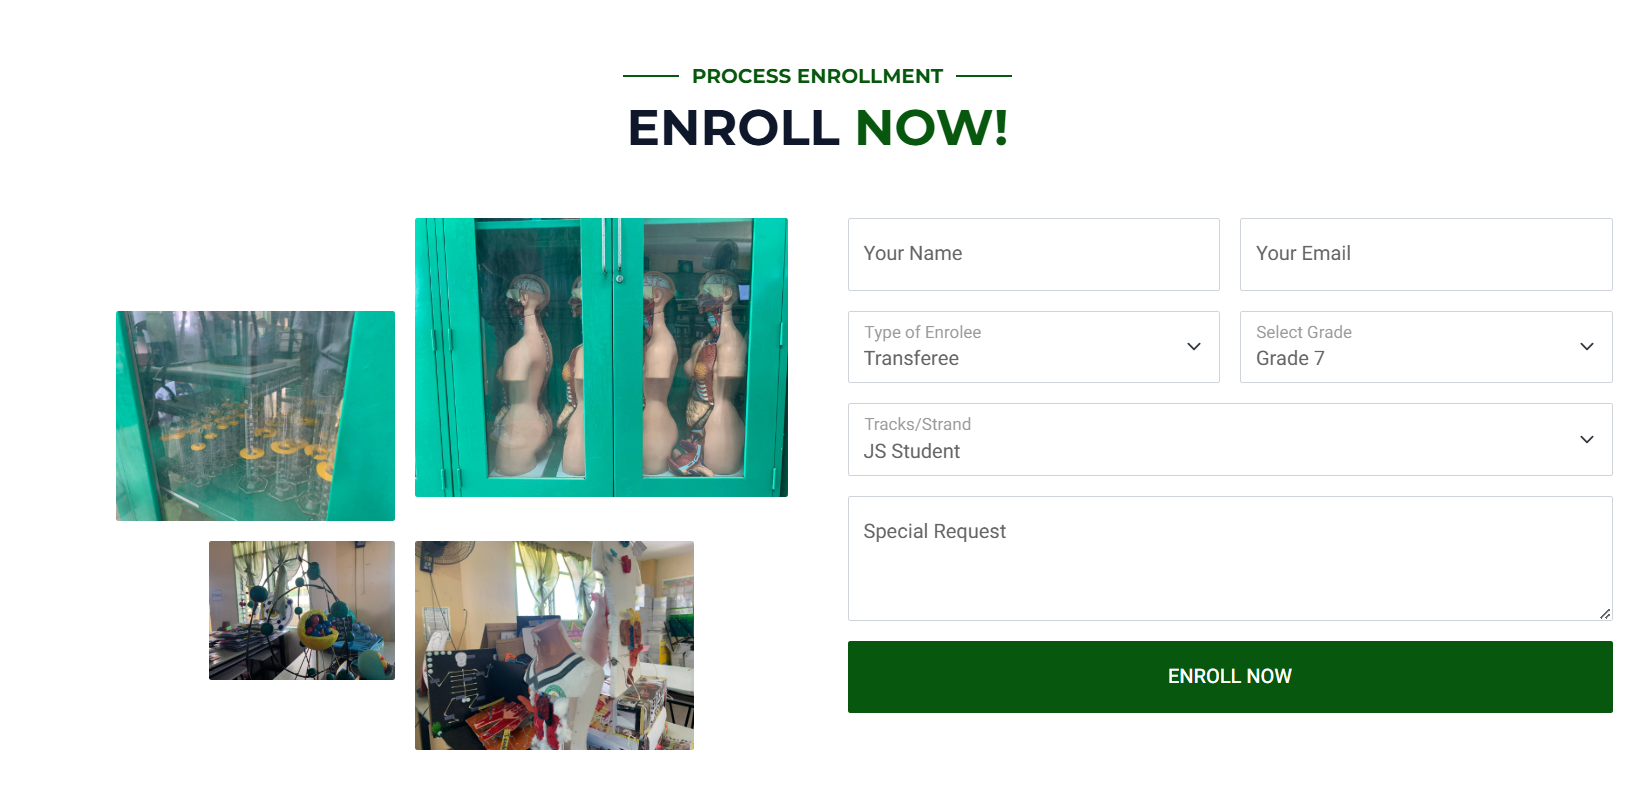 PROCESS ENROLLMENT
ENROLL NOW!
Your Name
Your Email
Type of Enrolee
Transferee
Select Grade
Grade 7
Tracks/Strand
JS Student
Special Request
ENROLL NOW